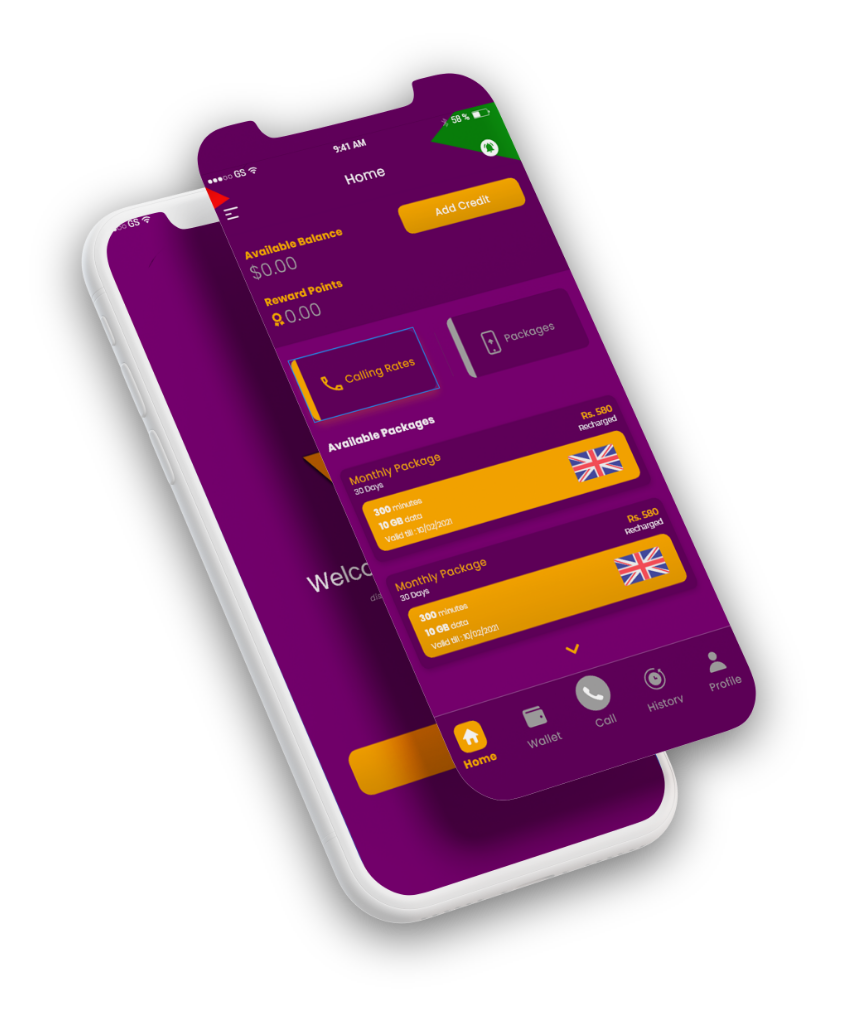 GS
9:41 AM
58 %
Home
Add Credit
Available Balance
$0.00
Reward Points
0.00
Calling Rates
Packages
Available Packages
Monthly Package
30 Days
Rs. 580
Recharged
300 minutes
10 GB data
Valid till : 10/02/2021
Monthly Package
30 Days
Rs. 580
Recharged
300 minutes
10 GB data
Valid till : 10/02/2021
Home
Wallet
Call
History
Profile
GS
Welco